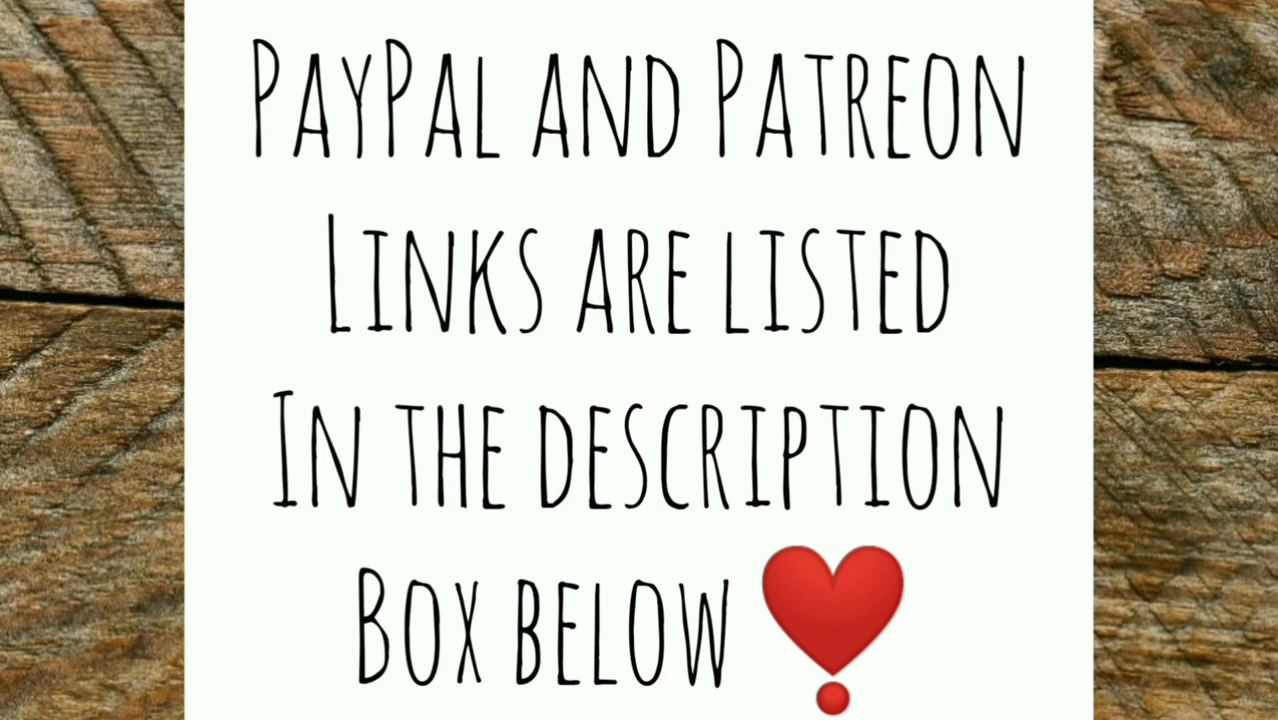 PayPal and Patreon
Links are listed
In the description
Box below ❣️